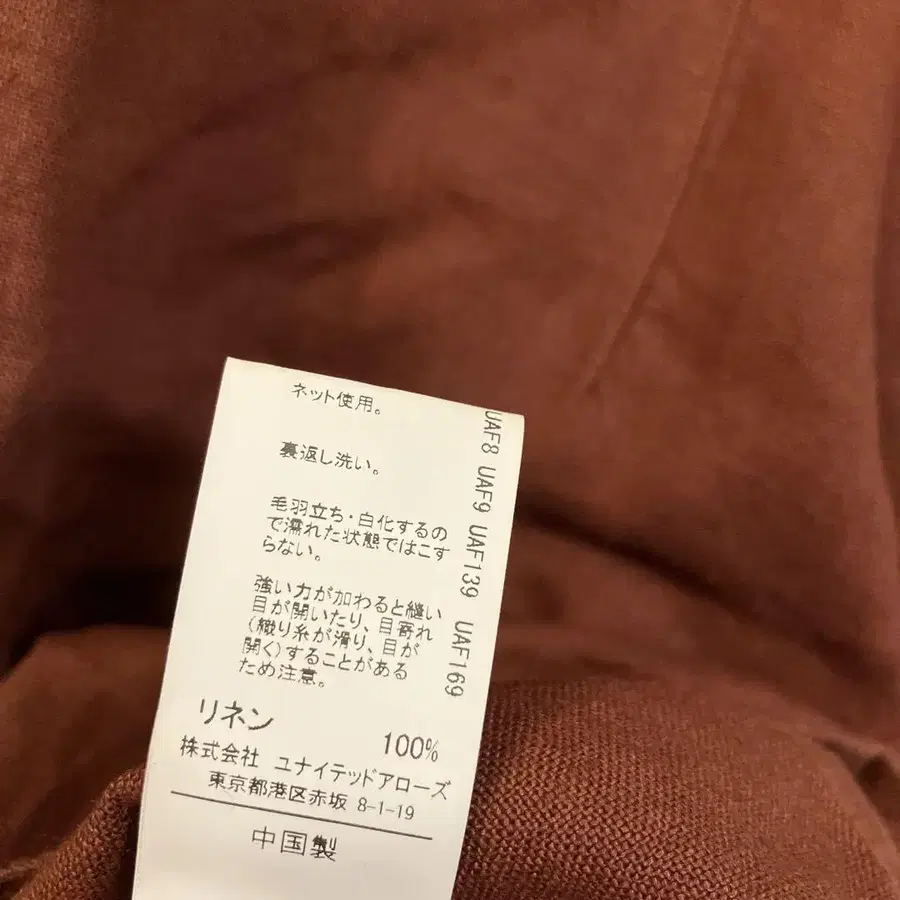 ネット使用。
裏返し洗い。
毛羽立ち・白化するの
で濡れた状態ではこす
らない。
強い力が加わると縫い
目が開いたり、目寄れ
(織り糸が滑り、目が
開く)することがある
ため注意。
リネン 100%
株式会社 ユナイテッドアローズ
東京都港区赤坂 8-1-19
中国製
UAF8 UAF9 UAF139 UAF169